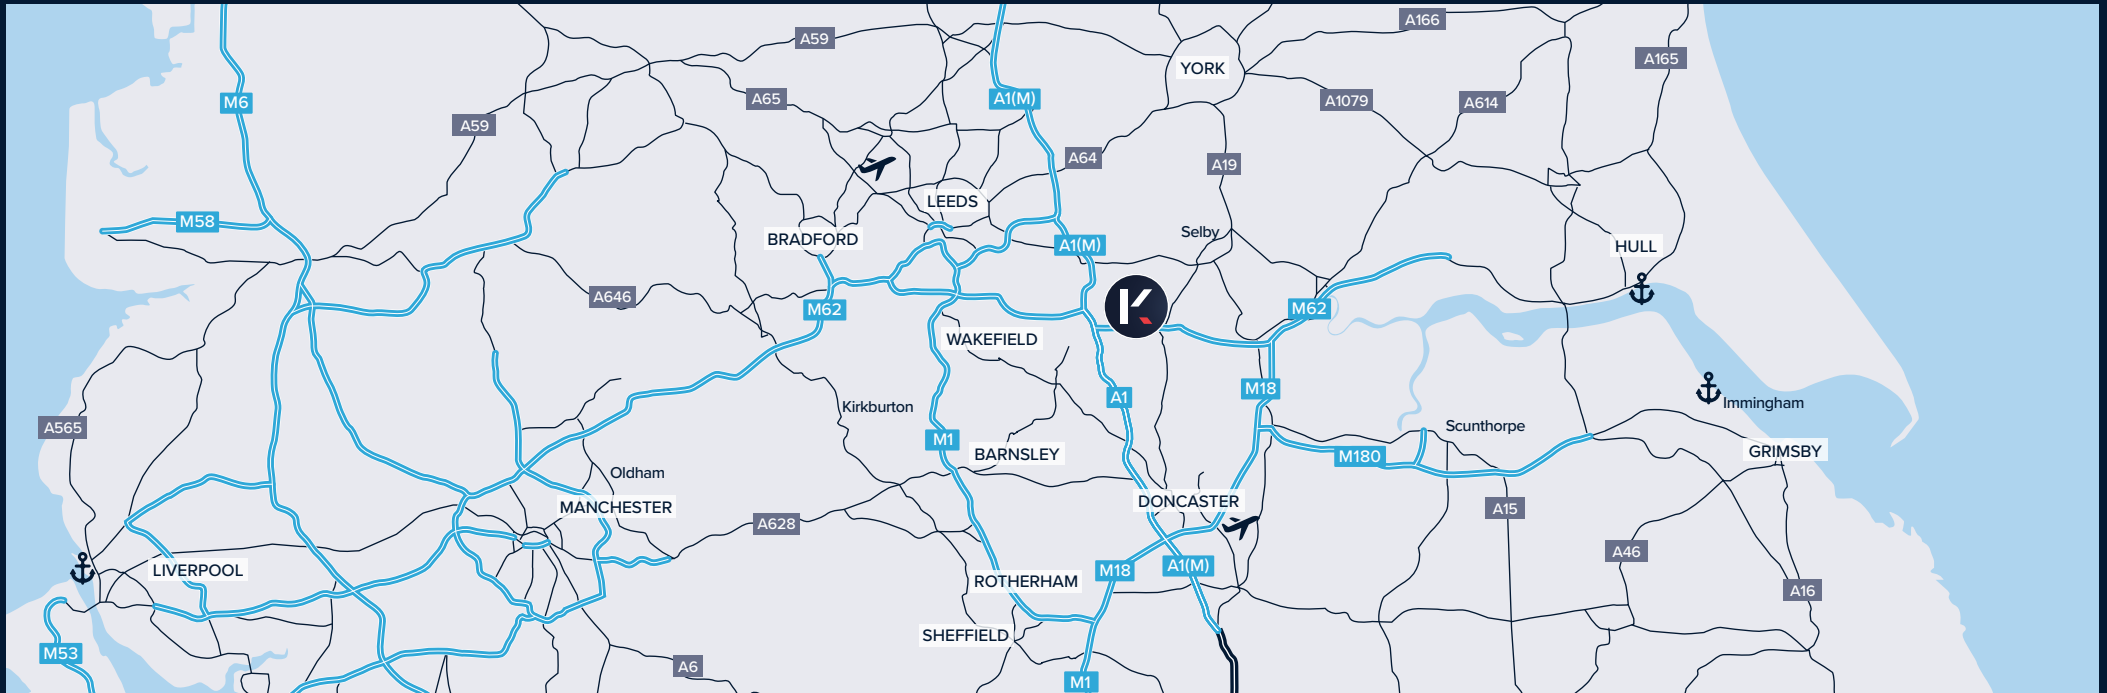 A166
A59
A165
YORK
A65
A1(M)
A1079
A614
M6
A59
A64
A19
LEEDS
M58
Selby
BRADFORD
A1(M)
HULL
A646
M62
K
M62
WAKEFIELD
M18
A1
Kirkburton
Immingham
A565
Scunthorpe
M1
BARNSLEY
M180
GRIMSBY
Oldham
DONCASTER
MANCHESTER
A15
A628
A46
LIVERPOOL
M18
A1(M)
ROTHERHAM
A16
SHEFFIELD
M53
A6
M1